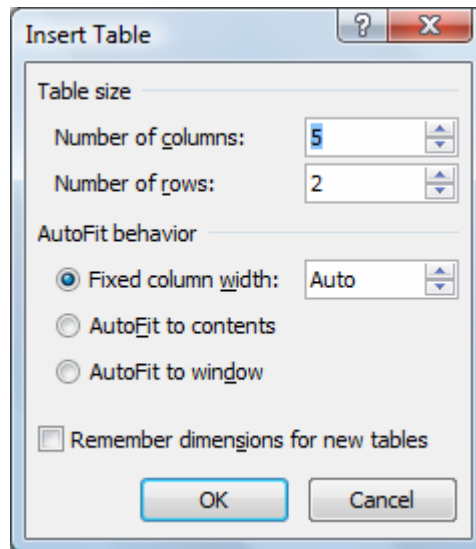 Insert Table
Table size
Number of columns: 5
Number of rows: 2
AutoFit behavior
Fixed column width: Auto
AutoFit to contents
AutoFit to window
Remember dimensions for new tables
OK Cancel